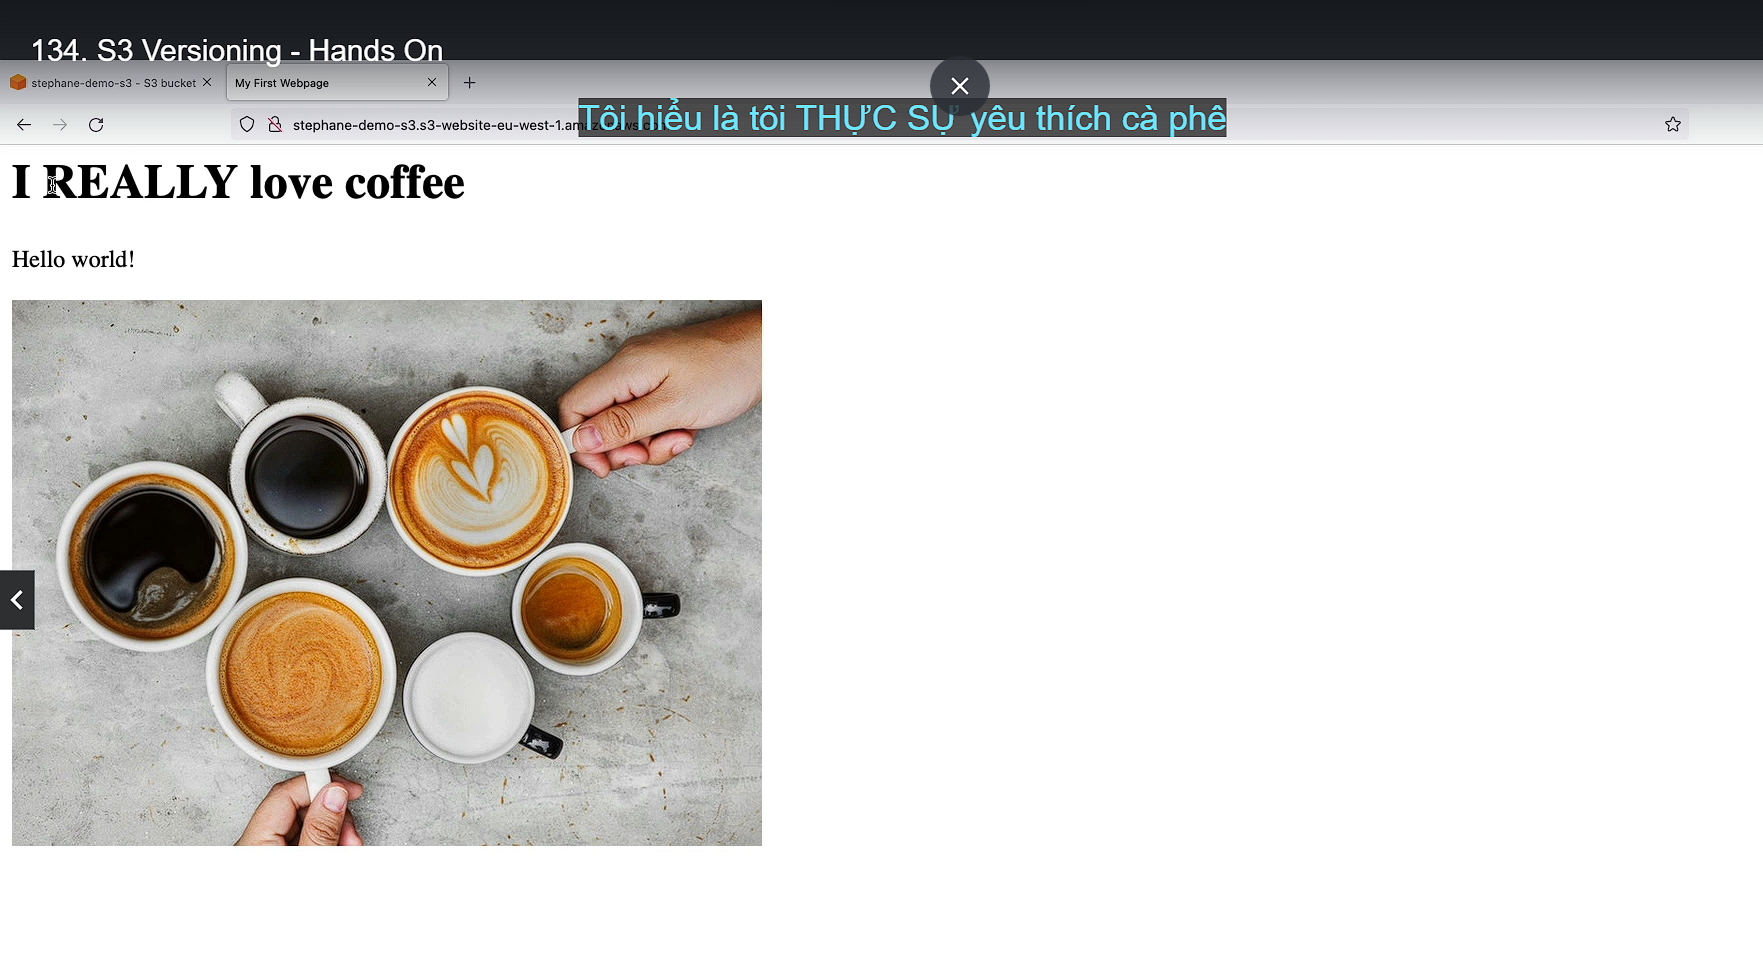 134. S3 Versioning - Hands On
stephane-demo-s3 - S3 bucket
My First Webpage
stephane-demo-s3.s3-website-eu-west-1.am
Tôi hiểu là tôi THỰC SỰ yêu thích cà phê
I REALLY love coffee
Hello world!